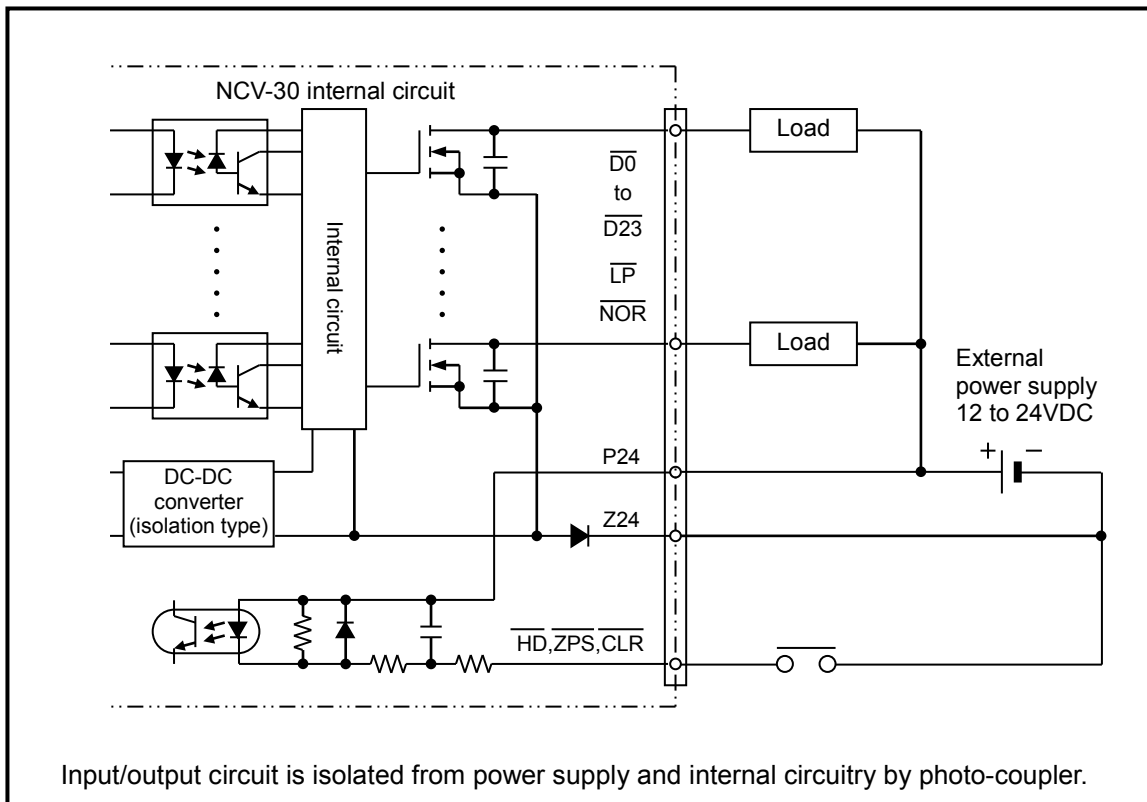 NCV-30 internal circuit
Internal circuit
Load
D0
to
D23
LP
NOR
Load
External
power supply
12 to 24VDC
+ −
P24
DC-DC
converter
(isolation type)
Z24
HD,ZPS,CLR
Input/output circuit is isolated from power supply and internal circuitry by photo-coupler.